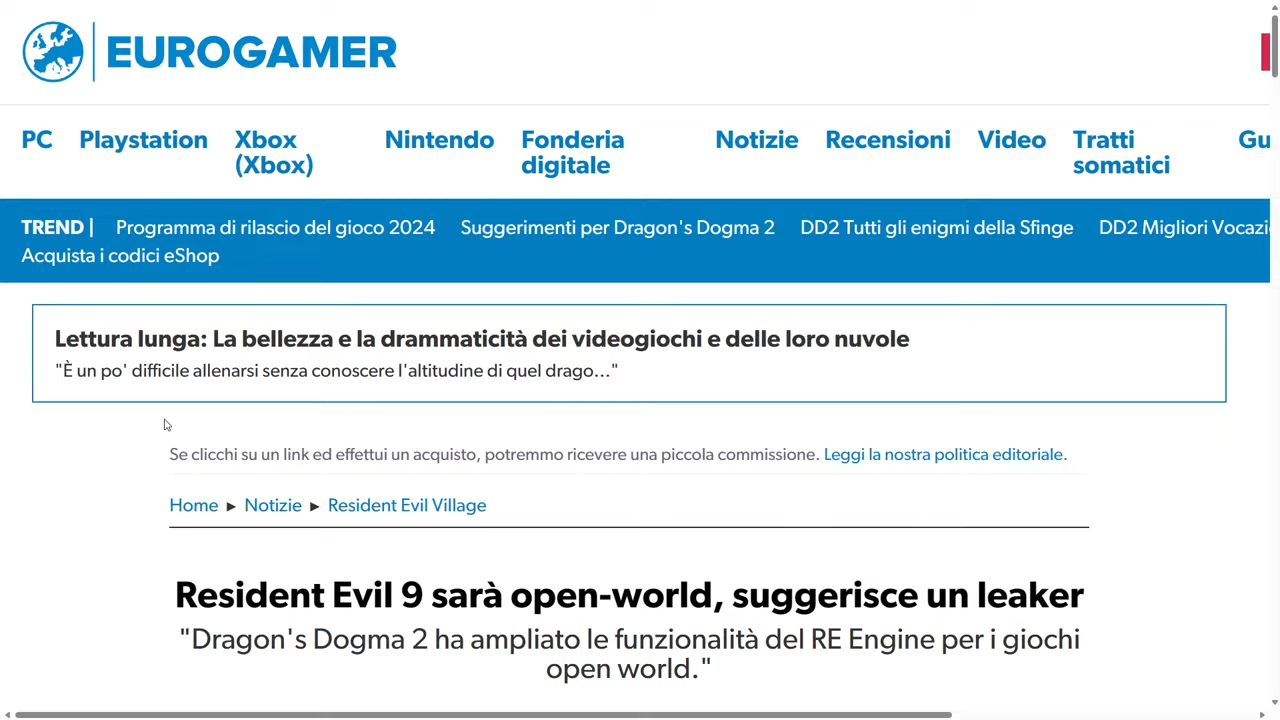 EUROGAMER
PC Playstation Xbox (Xbox) Nintendo Fonderia digitale Notizie Recensioni Video Tratti somatici Gu
TREND | Programma di rilascio del gioco 2024 Suggerimenti per Dragon's Dogma 2 DD2 Tutti gli enigmi della Sfinge DD2 Migliori Vocazi
Acquista i codici eShop
Lettura lunga: La bellezza e la drammaticità dei videogiochi e delle loro nuvole
"È un po' difficile allenarsi senza conoscere l'altitudine di quel drago..."
Se clicchi su un link ed effettui un acquisto, potremmo ricevere una piccola commissione. Leggi la nostra politica editoriale.
Home ▸ Notizie ▸ Resident Evil Village
Resident Evil 9 sarà open-world, suggerisce un leaker
"Dragon's Dogma 2 ha ampliato le funzionalità del RE Engine per i giochi
open world."